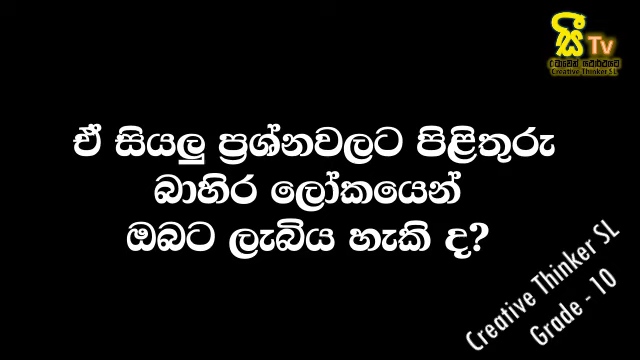 සී Tv
Creative Thinker SL
ඒ සියලු ප්‍රශ්නවලට පිළිතුරු
බාහිර ලෝකයෙන්
ඔබට ලැබිය හැකි ද?
Creative Thinker SL
Grade - 10